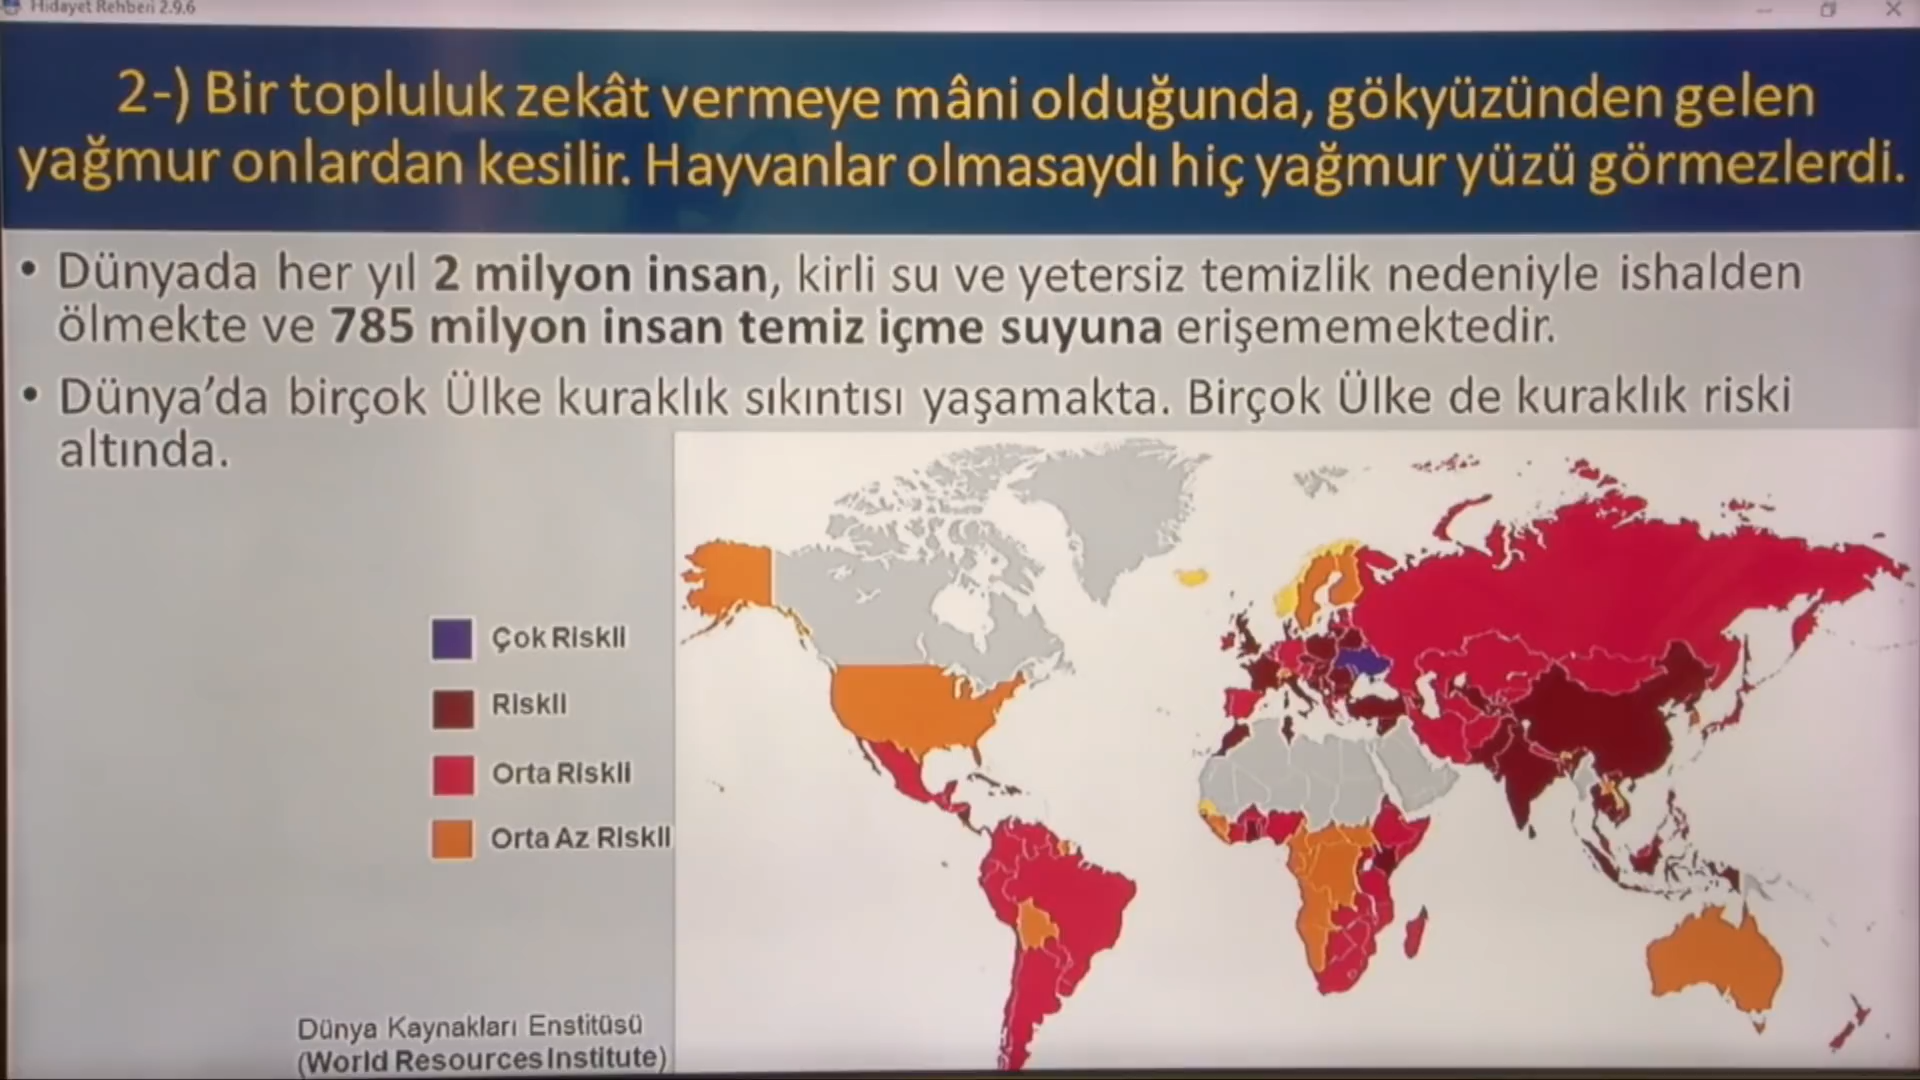 Hidayet Rehberi 2.9.6
2-) Bir topluluk zekât vermeye mâni olduğunda, gökyüzünden gelen
yağmur onlardan kesilir. Hayvanlar olmasaydı hiç yağmur yüzü görmezlerdi.
• Dünyada her yıl 2 milyon insan, kirli su ve yetersiz temizlik nedeniyle ishalden
ölmekte ve 785 milyon insan temiz içme suyuna erişememektedir.
• Dünya’da birçok Ülke kuraklık sıkıntısı yaşamakta. Birçok Ülke de kuraklık riski
altında.
Çok Riskli
Riskli
Orta Riskli
Orta Az Riskli
Dünya Kaynakları Enstitüsü
(World Resources Institute)